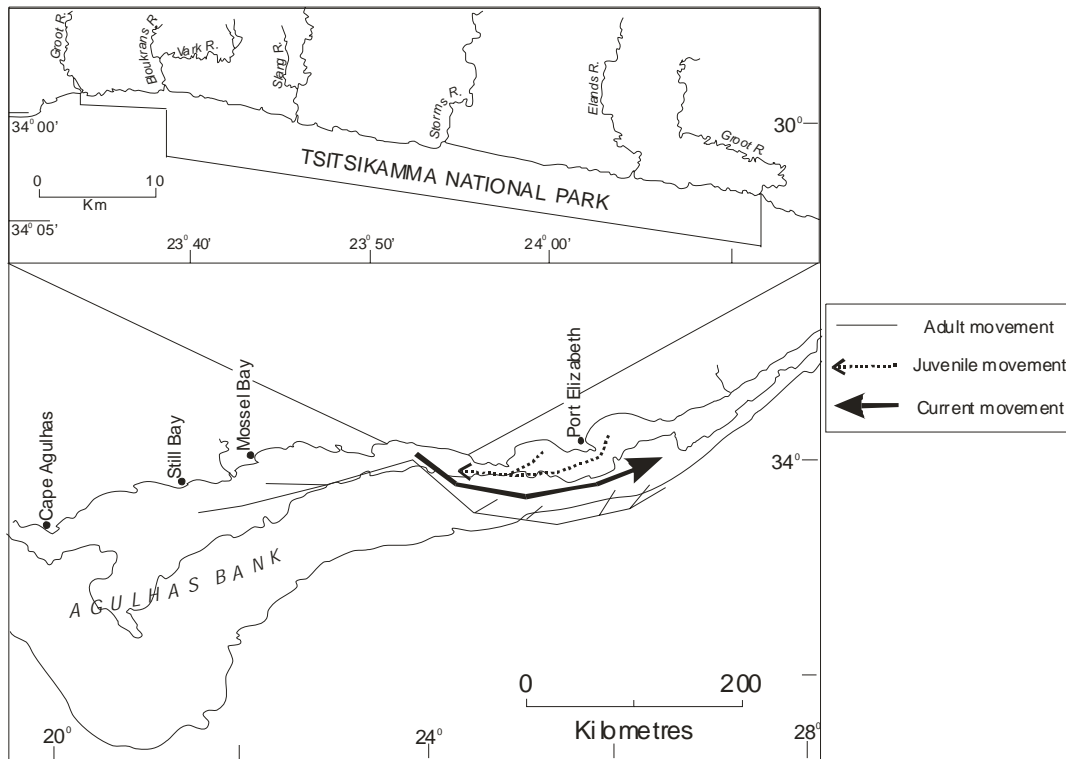 Groot R.
Bloukrans R.
Vark R.
Slang R.
Storms R.
Elands R.
Groot R.
34° 00'
30°
0 10
Km
TSITSIKAMMA NATIONAL PARK
34° 05'
23° 40'
23° 50'
24° 00'
Adult movement
Juvenile movement
Current movement
Cape Agulhas
Still Bay
Mossel Bay
Port Elizabeth
34°
AGULHAS BANK
0 200
Kilometres
20°
24°
28°